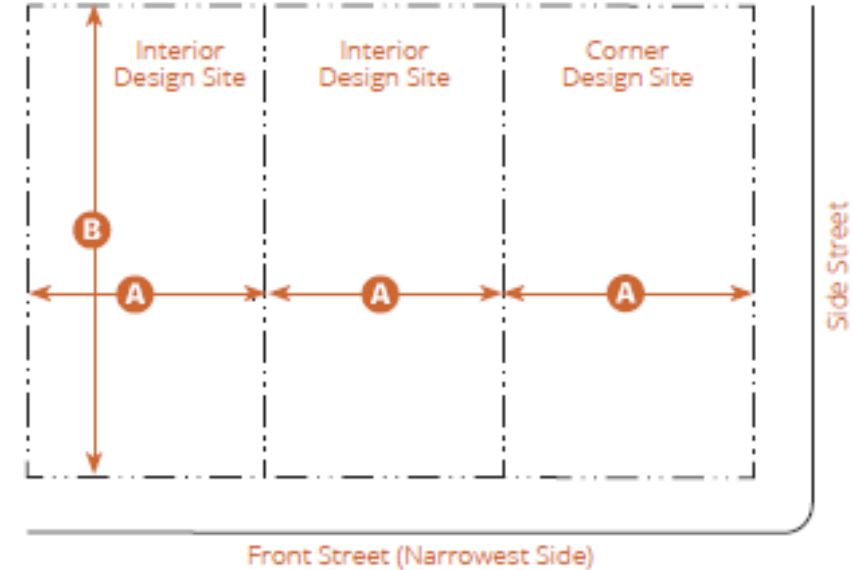 Interior
Design Site
Interior
Design Site
Corner
Design Site
B
A
A
A
Side Street
Front Street (Narrowest Side)